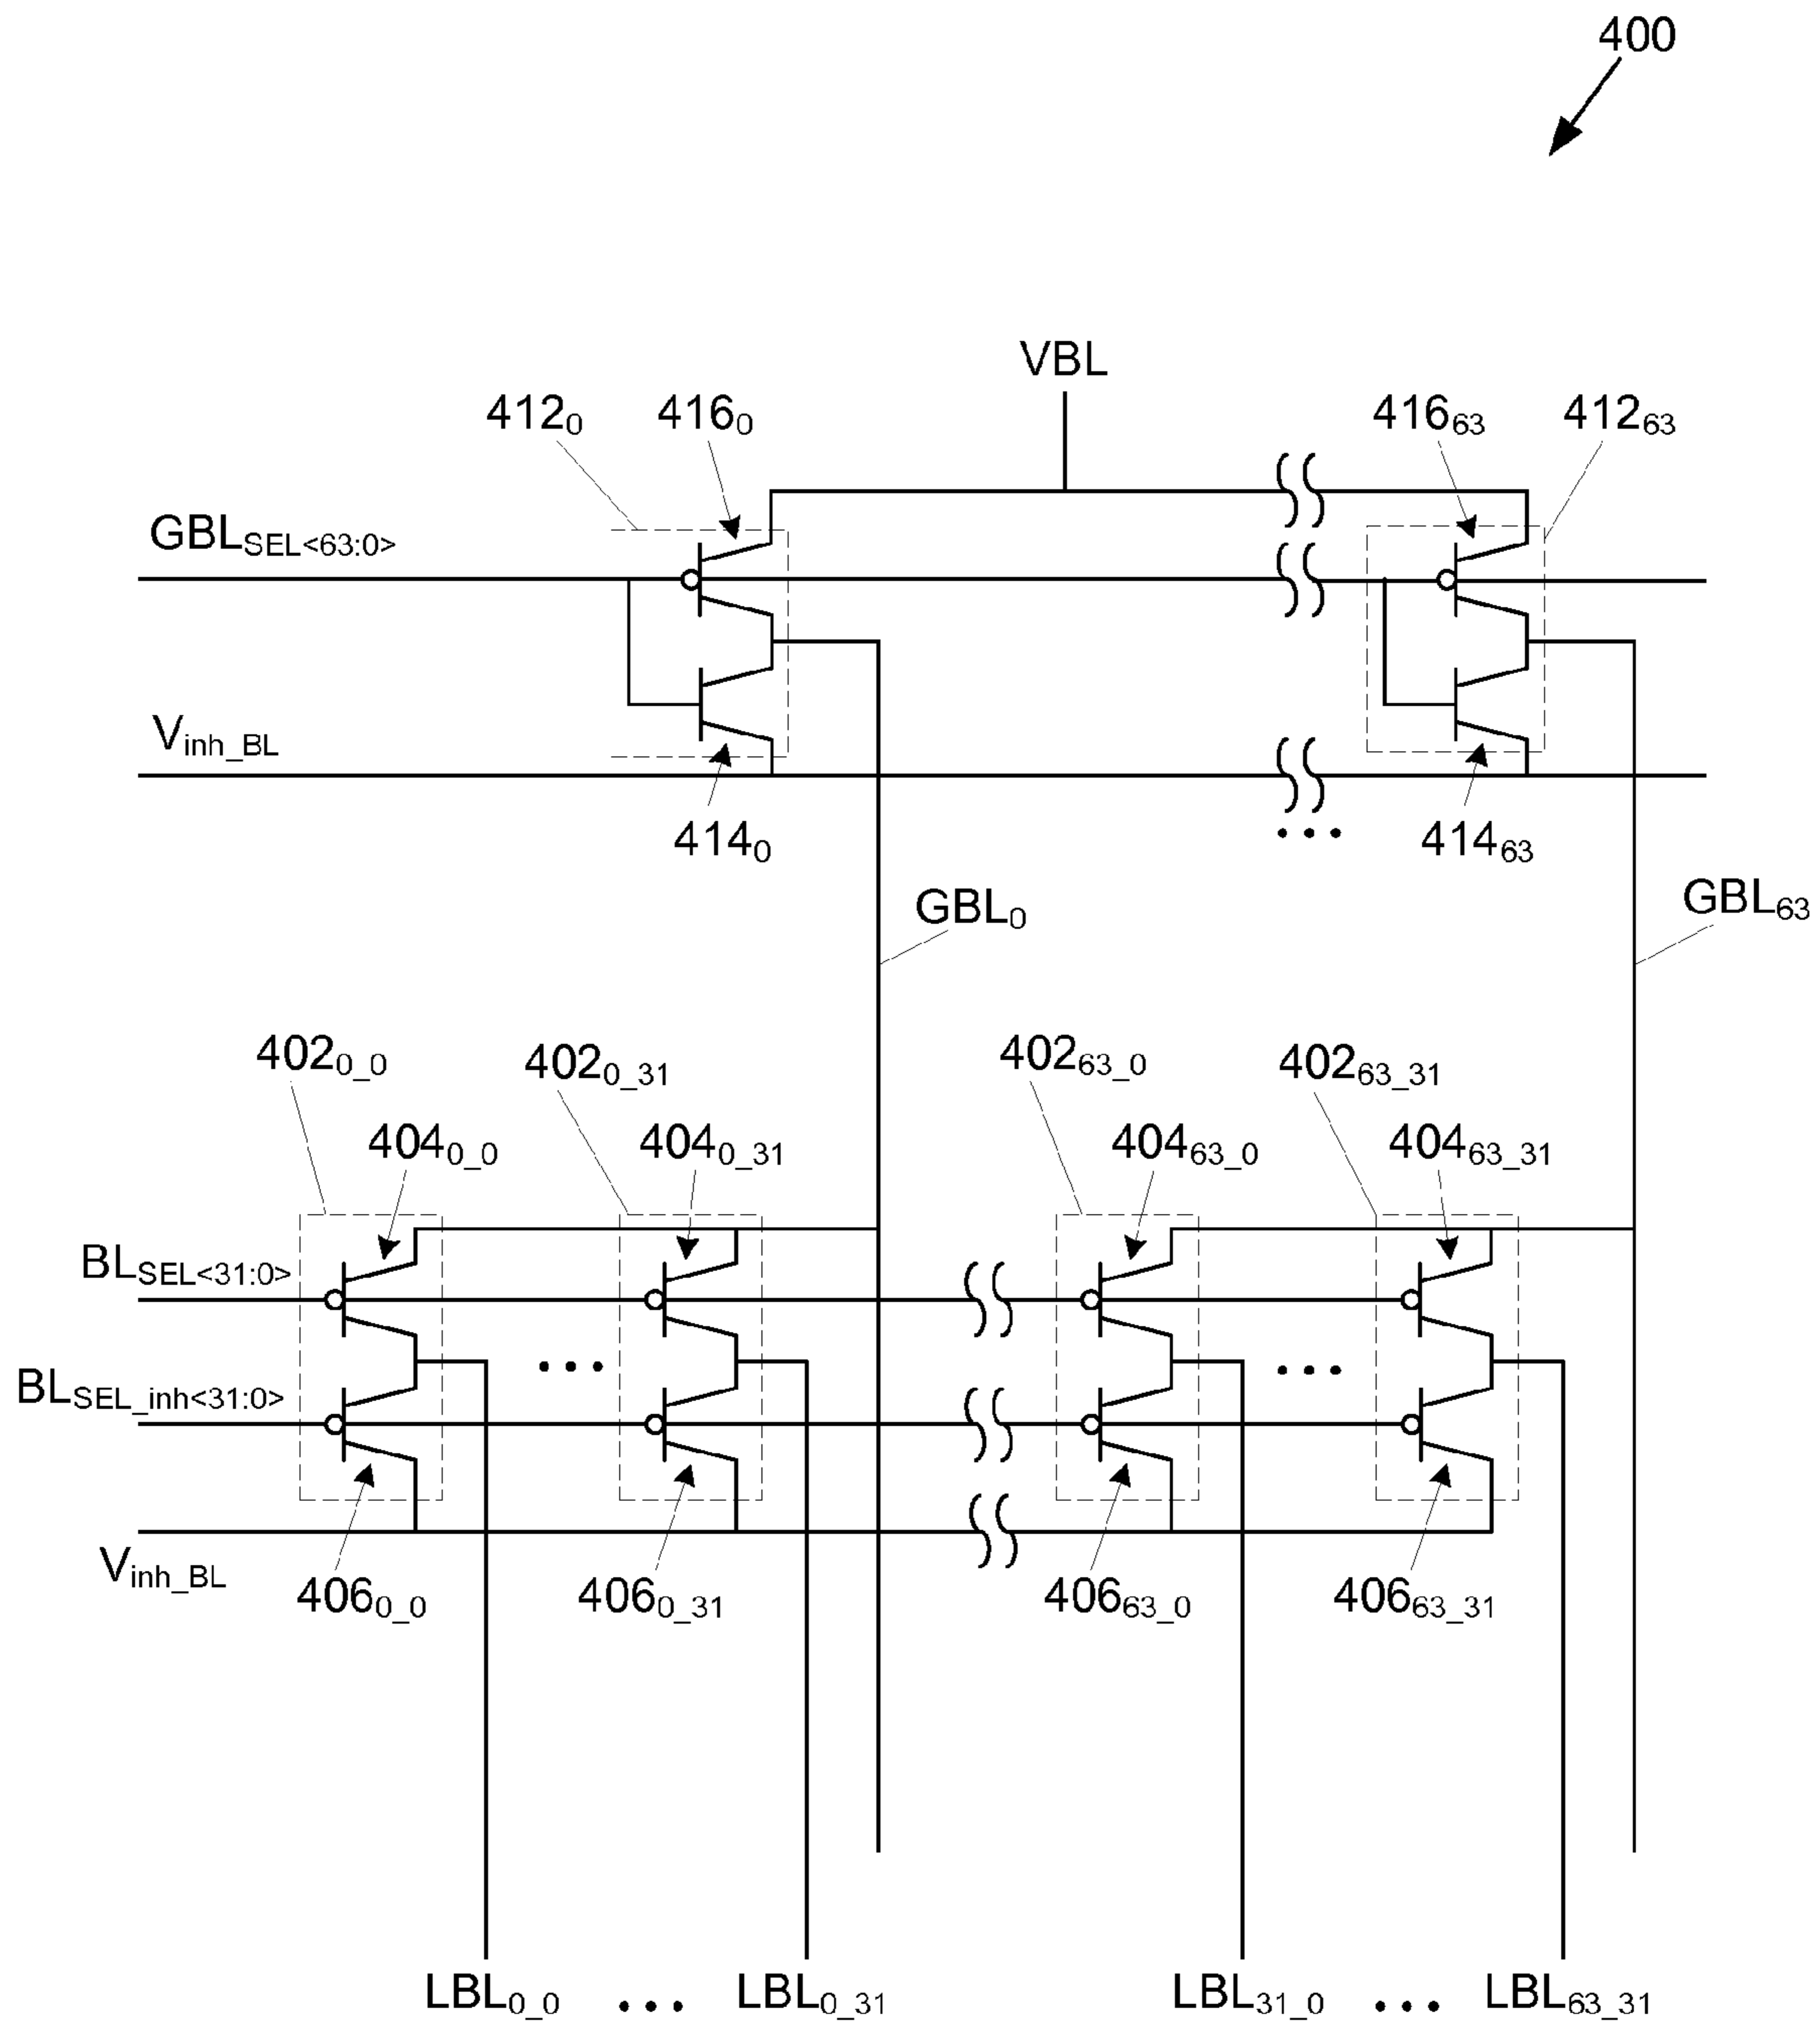 400
VBL
412₀ 416₀ 416₆₃ 412₆₃
GBL_SEL<63:0>
V_inh_BL
414₀ 414₆₃
GBL₀ GBL₆₃
402₀_₀ 402₀_₃₁ 402₆₃_₀ 402₆₃_₃₁
404₀_₀ 404₀_₃₁ 404₆₃_₀ 404₆₃_₃₁
BL_SEL<31:0>
BL_SEL_inh<31:0>
V_inh_BL
406₀_₀ 406₀_₃₁ 406₆₃_₀ 406₆₃_₃₁
LBL₀_₀ ••• LBL₀_₃₁ LBL₃₁_₀ ••• LBL₆₃_₃₁